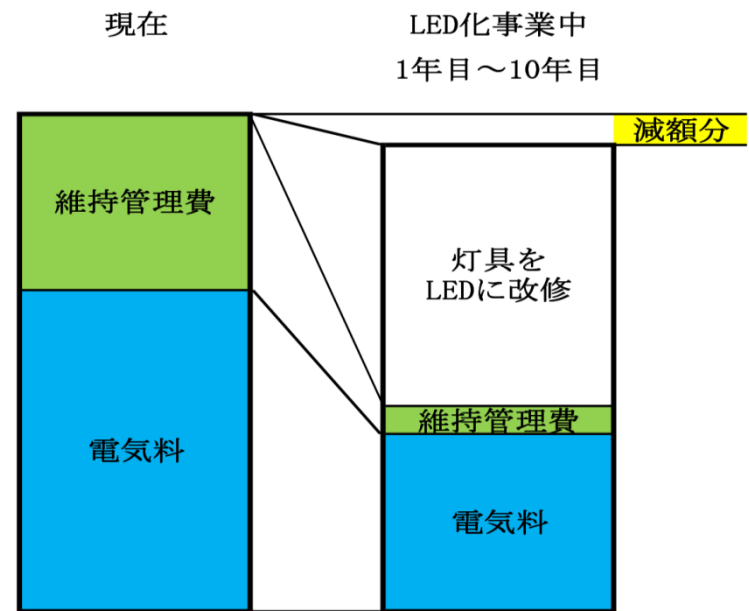 現在
LED化事業中
1年目～10年目
減額分
維持管理費
灯具を
LEDに改修
維持管理費
電気料
電気料